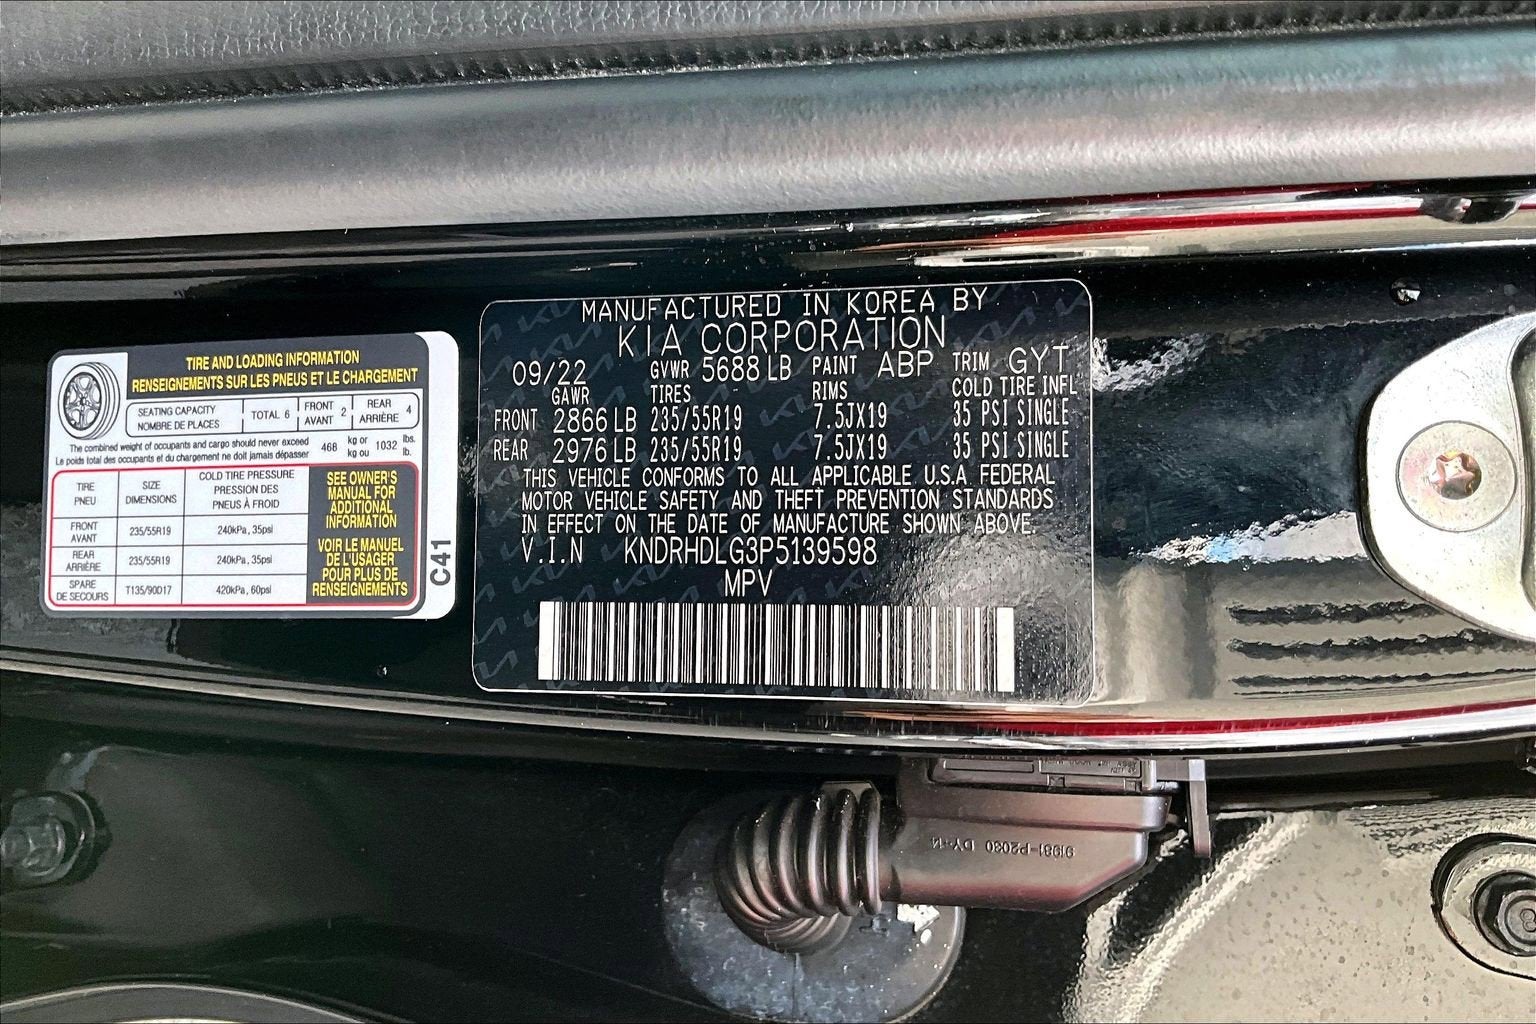 TIRE AND LOADING INFORMATION
RENSEIGNEMENTS SUR LES PNEUS ET LE CHARGEMENT
SEATING CAPACITY
NOMBRE DE PLACES
TOTAL 6
FRONT
AVANT
2
REAR
ARRIÈRE
4
The combined weight of occupants and cargo should never exceed
Le poids total des occupants et du chargement ne doit jamais dépasser
468
kg or
kg ou
1032
lbs.
lb.
TIRE
PNEU
SIZE
DIMENSIONS
COLD TIRE PRESSURE
PRESSION DES
PNEUS À FROID
FRONT
AVANT
235/55R19
240kPa, 35psi
REAR
ARRIÈRE
235/55R19
240kPa, 35psi
SPARE
DE SECOURS
T135/90D17
420kPa, 60psi
SEE OWNER'S
MANUAL FOR
ADDITIONAL
INFORMATION
VOIR LE MANUEL
DE L'USAGER
POUR PLUS DE
RENSEIGNEMENTS
C41
MANUFACTURED IN KOREA BY
KIA CORPORATION
09/22 GVWR 5688 LB PAINT ABP TRIM GYT
GAWR TIRES RIMS COLD TIRE INFL
FRONT 2866 LB 235/55R19 7.5JX19 35 PSI SINGLE
REAR 2976 LB 235/55R19 7.5JX19 35 PSI SINGLE
THIS VEHICLE CONFORMS TO ALL APPLICABLE U.S.A. FEDERAL
MOTOR VEHICLE SAFETY AND THEFT PREVENTION STANDARDS
IN EFFECT ON THE DATE OF MANUFACTURE SHOWN ABOVE.
V.I.N KNDRHDLG3P5139598
MPV
91981-P2030 DY-14